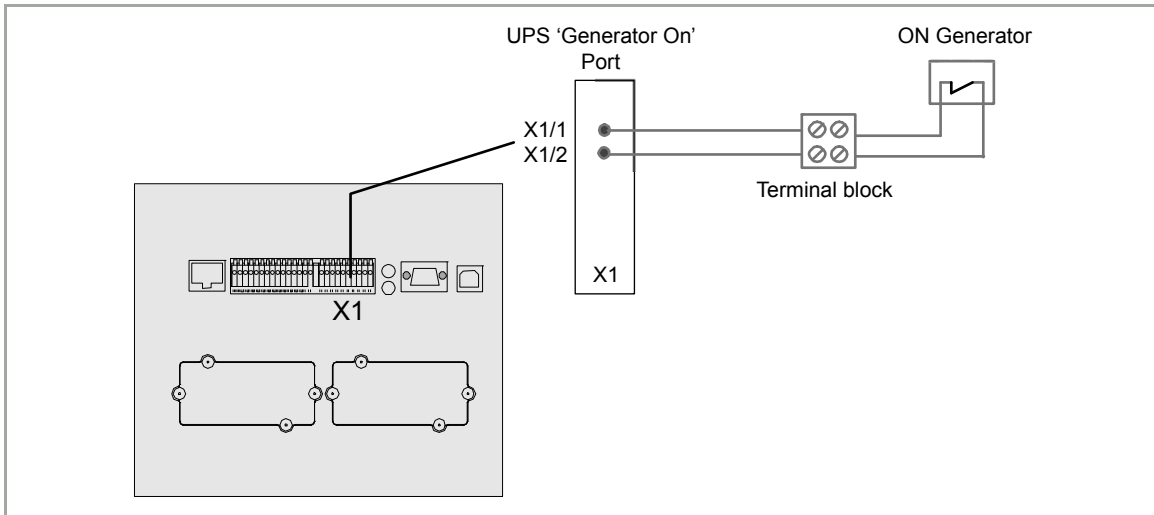 UPS ‘Generator On’
Port
ON Generator
X1/1
X1/2
Terminal block
X1
X1